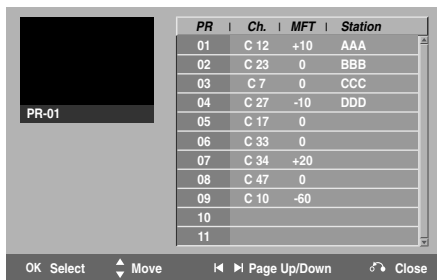 PR Ch. MFT Station
01 C 12 +10 AAA
02 C 23 0 BBB
03 C 7 0 CCC
04 C 27 -10 DDD
05 C 17 0
06 C 33 0
07 C 34 +20
08 C 47 0
09 C 10 -60
10
11
PR-01
OK Select Move Page Up/Down Close